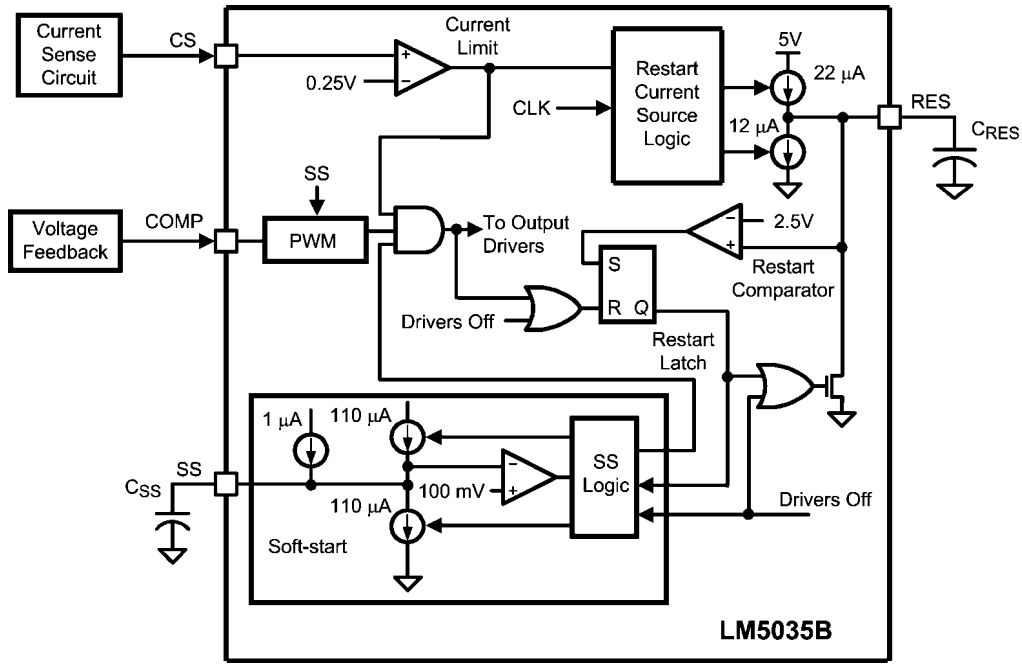 Current
Sense
Circuit
CS
Current
Limit
+
−
0.25V
CLK
Restart
Current
Source
Logic
5V
22 μA
12 μA
RES
C_RES
SS
Voltage
Feedback
COMP
PWM
To Output
Drivers
−
2.5V
+
Restart
Comparator
S
R Q
Drivers Off
Restart
Latch
1 μA
110 μA
SS
C_SS
−
100 mV
+
SS
Logic
110 μA
Drivers Off
Soft-start
LM5035B